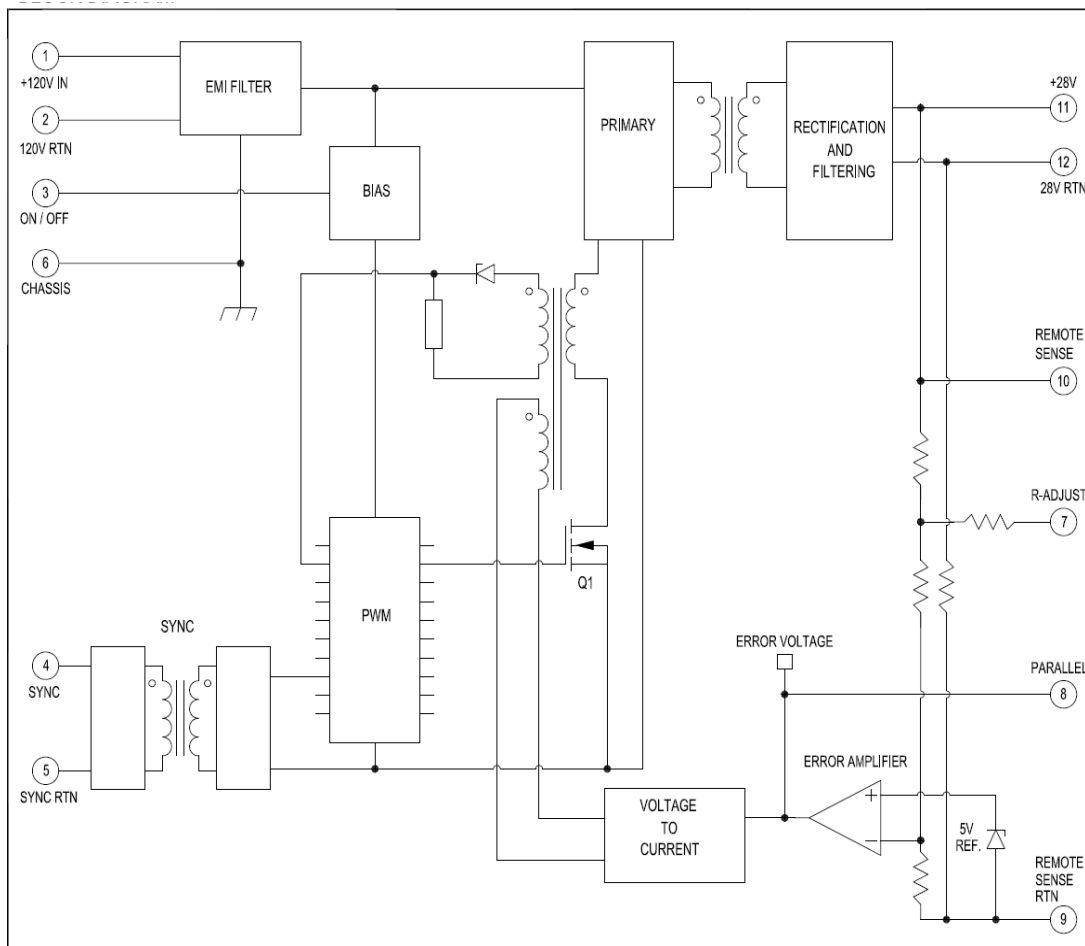 1
+120V IN
2
120V RTN
3
ON / OFF
6
CHASSIS
EMI FILTER
BIAS
PRIMARY
RECTIFICATION
AND
FILTERING
+28V
11
12
28V RTN
REMOTE
SENSE
10
R-ADJUST
7
Q1
PWM
SYNC
4
SYNC
5
SYNC RTN
ERROR VOLTAGE
PARALLEL
8
ERROR AMPLIFIER
+
−
5V
REF.
VOLTAGE
TO
CURRENT
REMOTE
SENSE
RTN
9